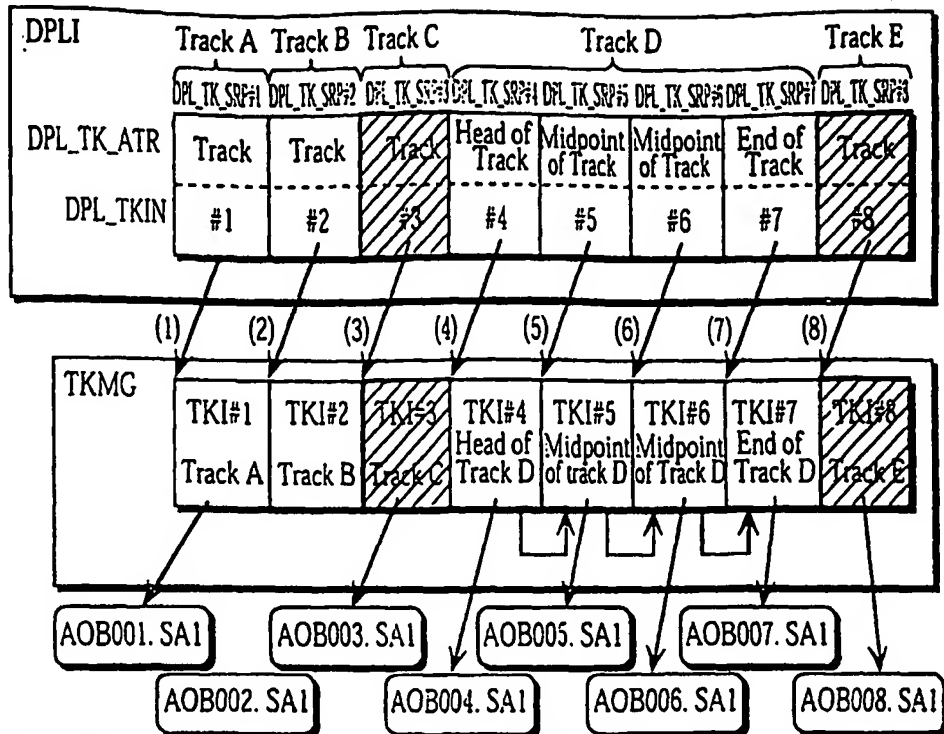 DPLI
Track A Track B Track C Track D Track E
DPL_TK_SRP#1 DPL_TK_SRP#2 DPL_TK_SRP#3 DPL_TK_SRP#4 DPL_TK_SRP#5 DPL_TK_SRP#6 DPL_TK_SRP#7 DPL_TK_SRP#8
DPL_TK_ATR
Track Track Track Head of Track Midpoint of Track Midpoint of Track End of Track Track
DPL_TKIN
#1 #2 #3 #4 #5 #6 #7 #8
(1) (2) (3) (4) (5) (6) (7) (8)
TKMG
TKI#1 TKI#2 TKI#3 TKI#4 TKI#5 TKI#6 TKI#7 TKI#8
Track A Track B Track C Head of Track D Midpoint of track D Midpoint of Track D End of Track D Track E
AOB001. SA1 AOB003. SA1 AOB005. SA1 AOB007. SA1
AOB002. SA1 AOB004. SA1 AOB006. SA1 AOB008. SA1